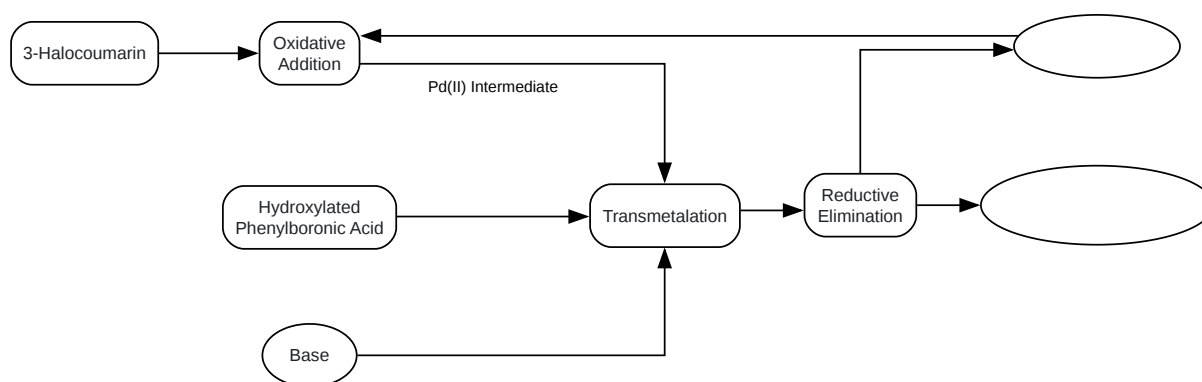 3-Halocoumarin
Oxidative
Addition
Pd(II) Intermediate
Hydroxylated
Phenylboronic Acid
Transmetalation
Reductive
Elimination
Base